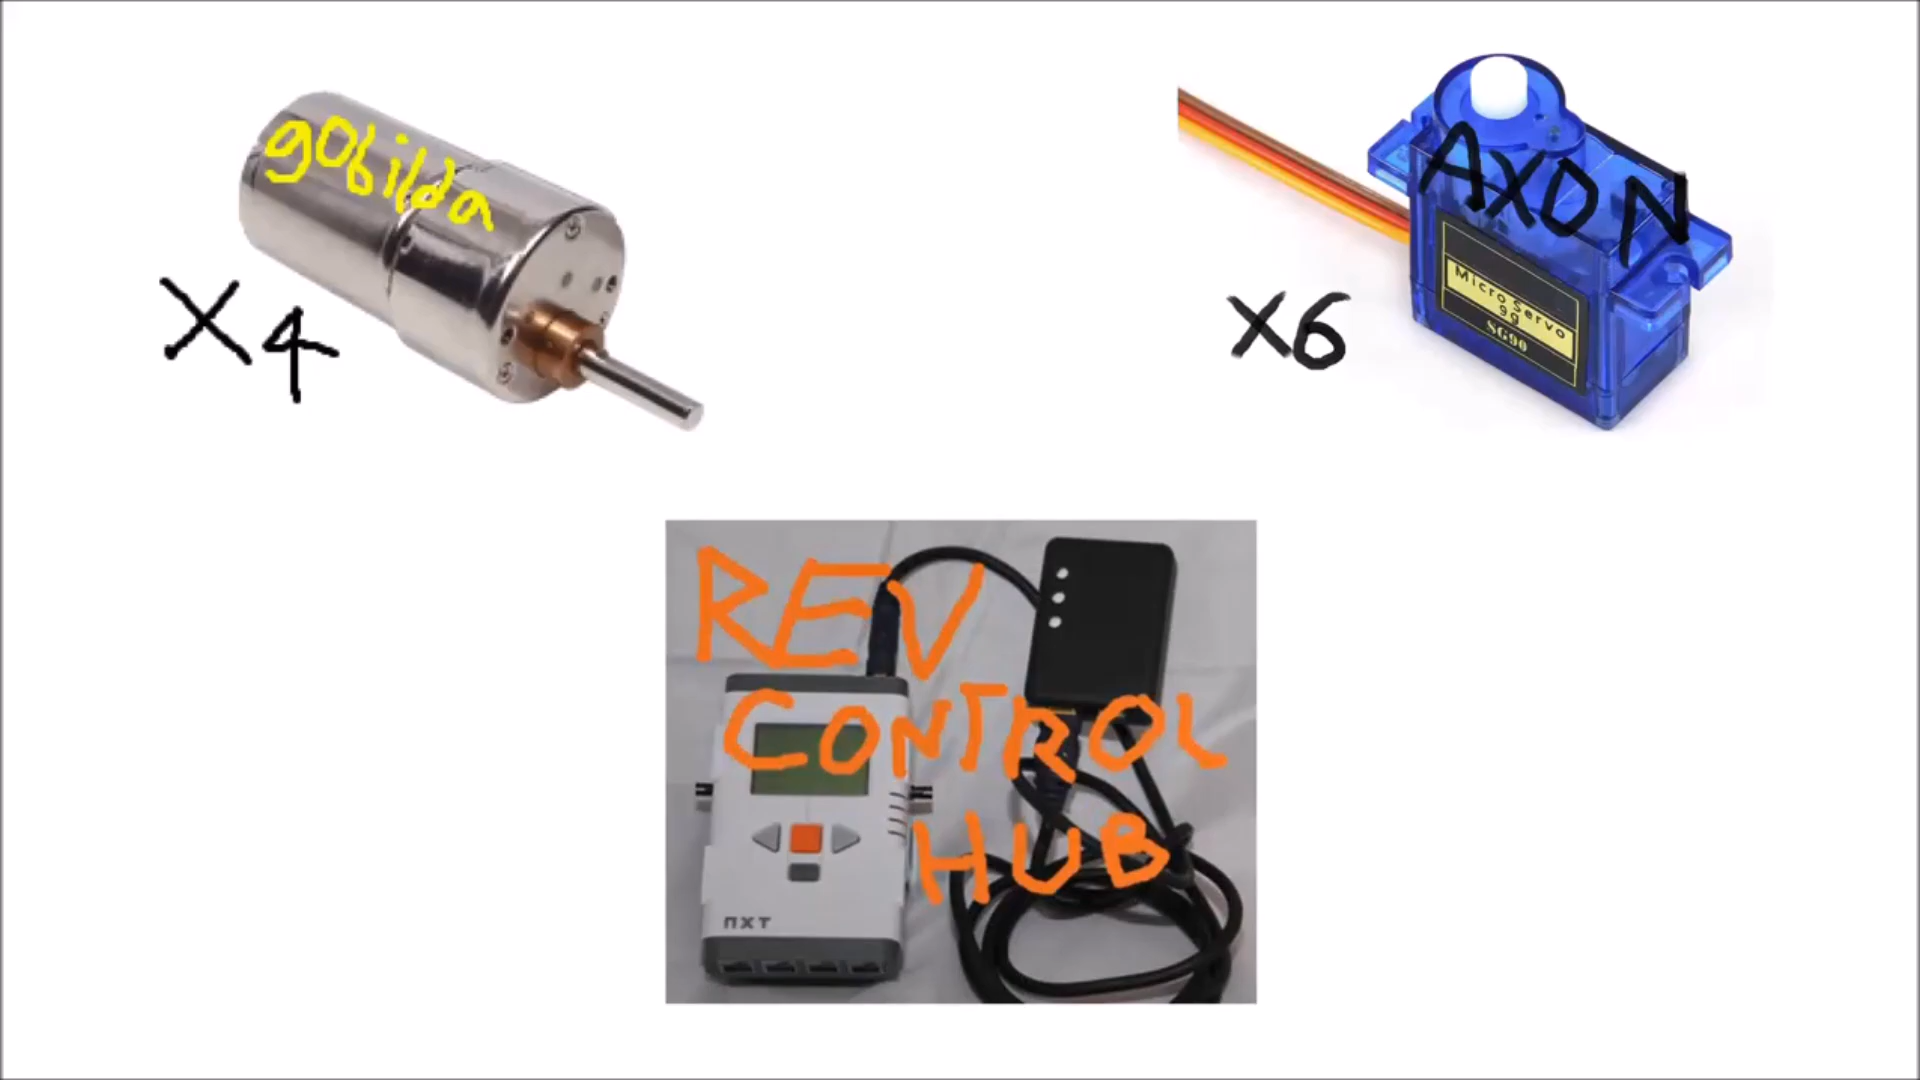 gobilda
X4
AXON
Micro Servo
9g
SG90
X6
REV
CONTROL
HUB
NXT